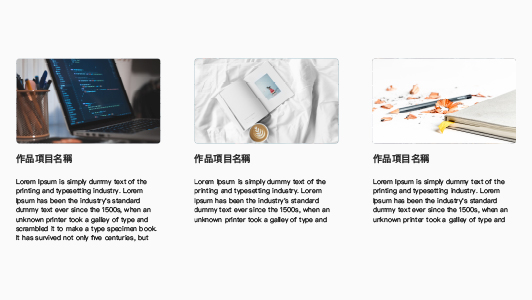 作品項目名稱
Lorem Ipsum is simply dummy text of the
printing and typesetting industry. Lorem
Ipsum has been the industry's standard
dummy text ever since the 1500s, when an
unknown printer took a galley of type and
scrambled it to make a type specimen book.
It has survived not only five centuries, but
作品項目名稱
Lorem Ipsum is simply dummy text of the
printing and typesetting industry. Lorem
Ipsum has been the industry's standard
dummy text ever since the 1500s, when an
unknown printer took a galley of type and
作品項目名稱
Lorem Ipsum is simply dummy text of the
printing and typesetting industry. Lorem
Ipsum has been the industry's standard
dummy text ever since the 1500s, when an
unknown printer took a galley of type and